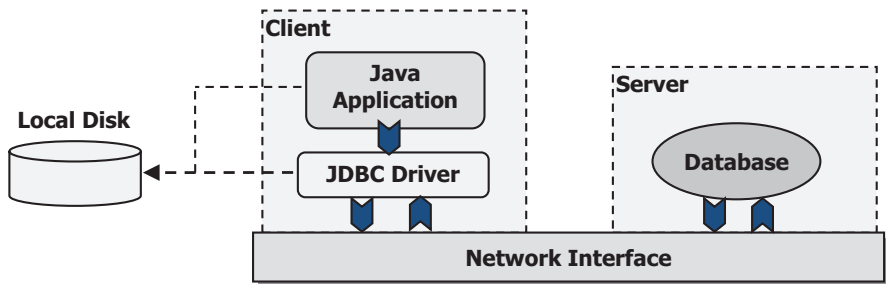 Client
Java
Application
Server
Local Disk
JDBC Driver
Database
Network Interface